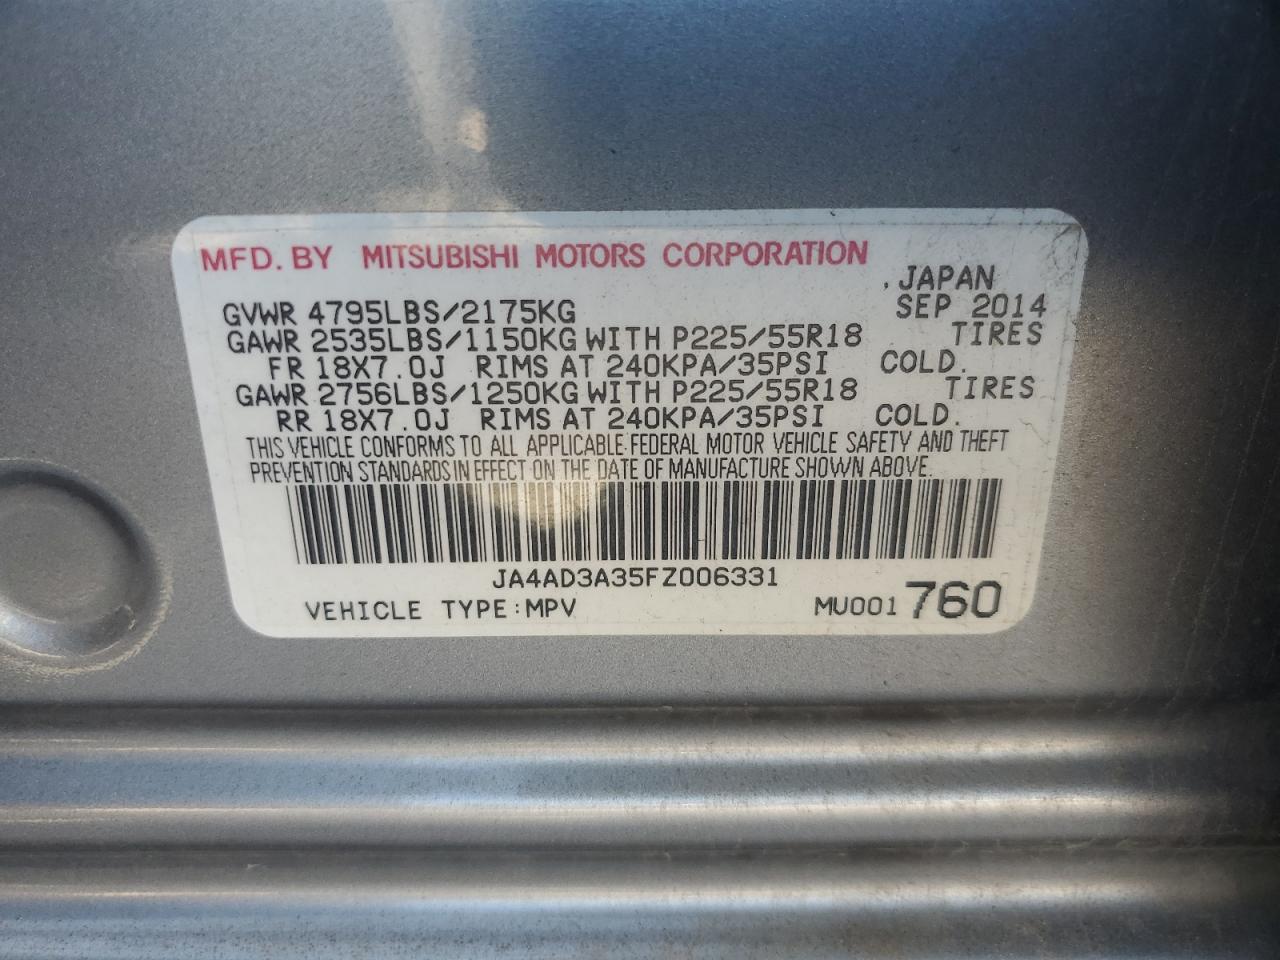 MFD. BY MITSUBISHI MOTORS CORPORATION
JAPAN
GVWR 4795LBS/2175KG SEP 2014
GAWR 2535LBS/1150KG WITH P225/55R18 TIRES
FR 18X7.0J RIMS AT 240KPA/35PSI COLD.
GAWR 2756LBS/1250KG WITH P225/55R18 TIRES
RR 18X7.0J RIMS AT 240KPA/35PSI COLD.
THIS VEHICLE CONFORMS TO ALL APPLICABLE FEDERAL MOTOR VEHICLE SAFETY AND THEFT
PREVENTION STANDARDS IN EFFECT ON THE DATE OF MANUFACTURE SHOWN ABOVE.
JA4AD3A35FZ006331
VEHICLE TYPE:MPV MU001 760